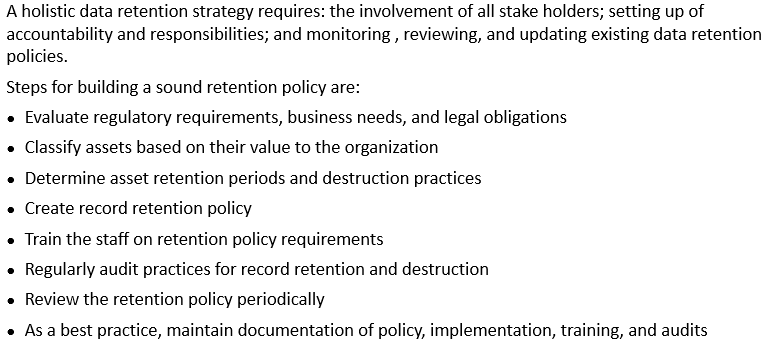 A holistic data retention strategy requires: the involvement of all stake holders; setting up of
accountability and responsibilities; and monitoring , reviewing, and updating existing data retention
policies.
Steps for building a sound retention policy are:
• Evaluate regulatory requirements, business needs, and legal obligations
• Classify assets based on their value to the organization
• Determine asset retention periods and destruction practices
• Create record retention policy
• Train the staff on retention policy requirements
• Regularly audit practices for record retention and destruction
• Review the retention policy periodically
• As a best practice, maintain documentation of policy, implementation, training, and audits